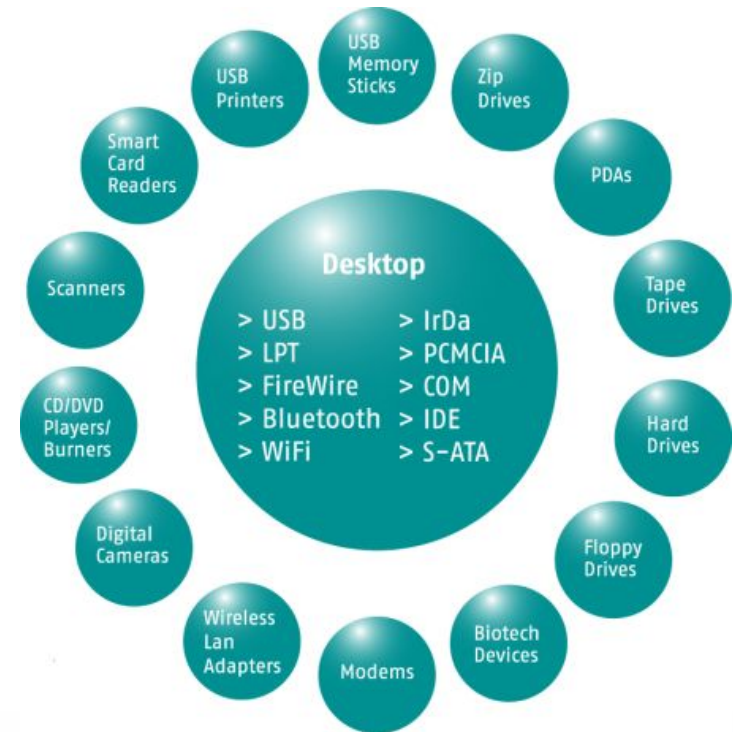 USB
Memory
Sticks
Zip
Drives
PDAs
Tape
Drives
Hard
Drives
Floppy
Drives
Biotech
Devices
Modems
Wireless
Lan
Adapters
Digital
Cameras
CD/DVD
Players/
Burners
Scanners
Smart
Card
Readers
USB
Printers
Desktop
> USB
> LPT
> FireWire
> Bluetooth
> WiFi
> IrDa
> PCMCIA
> COM
> IDE
> S-ATA